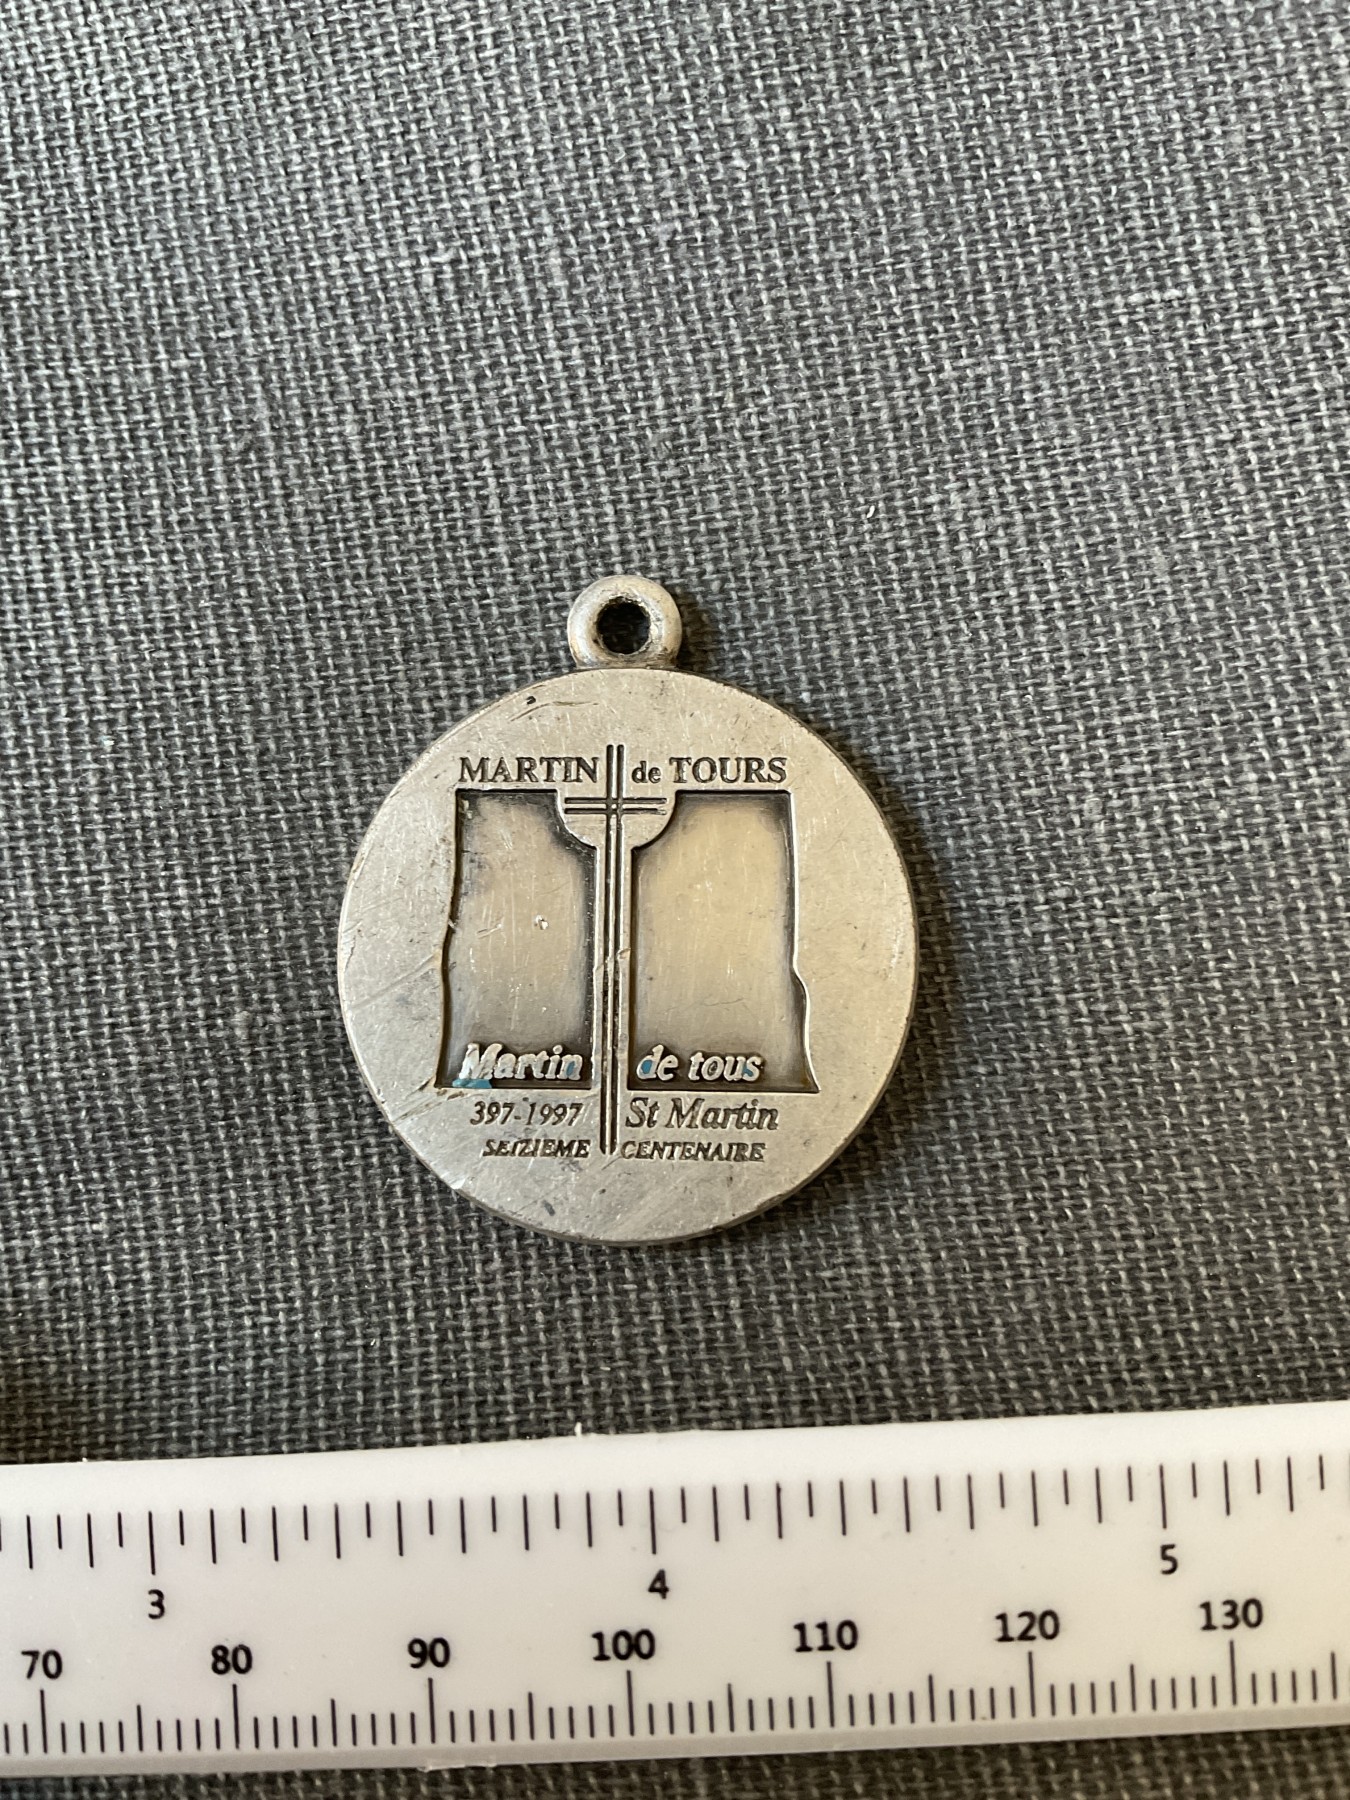 MARTIN de TOURS
Martin de tous
397-1997 St Martin
SEIZIEME CENTENAIRE
3 4 5
70 80 90 100 110 120 130